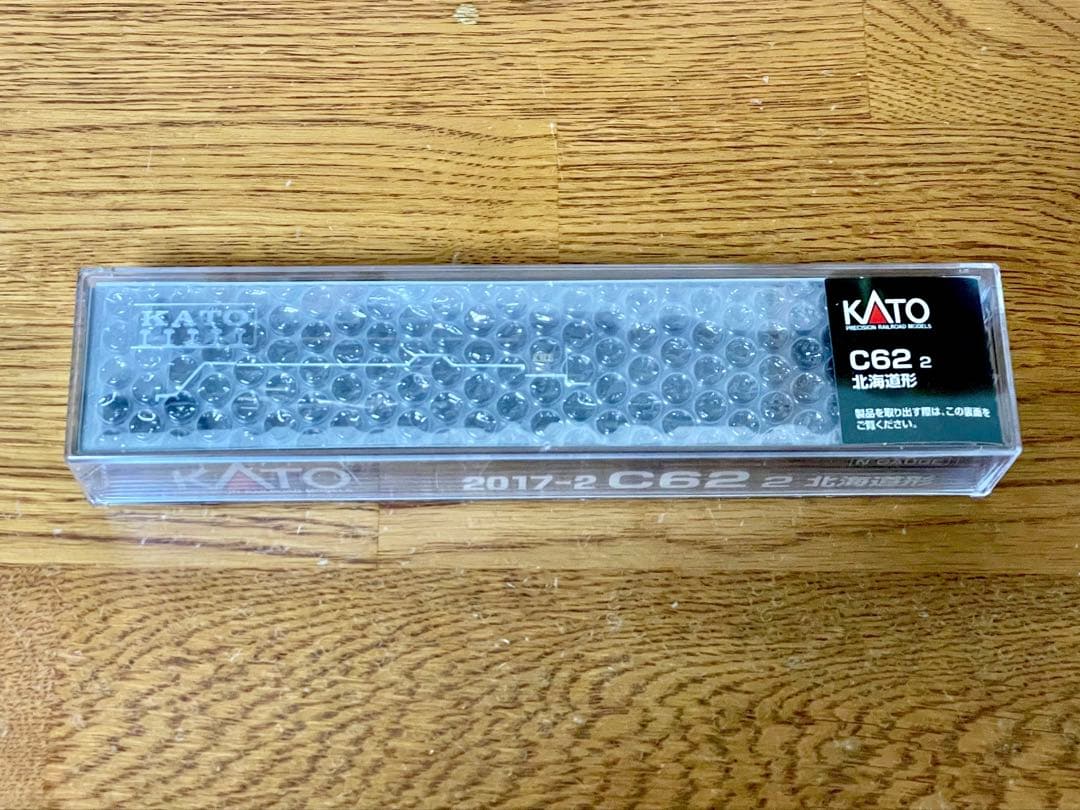 KATO
KATO
PRECISION RAILROAD MODELS
C62 2
北海道形
製品を取り出す際は、この裏面を
ご覧ください。
N GAUGE
KATO
2017-2 C62 2 北海道形